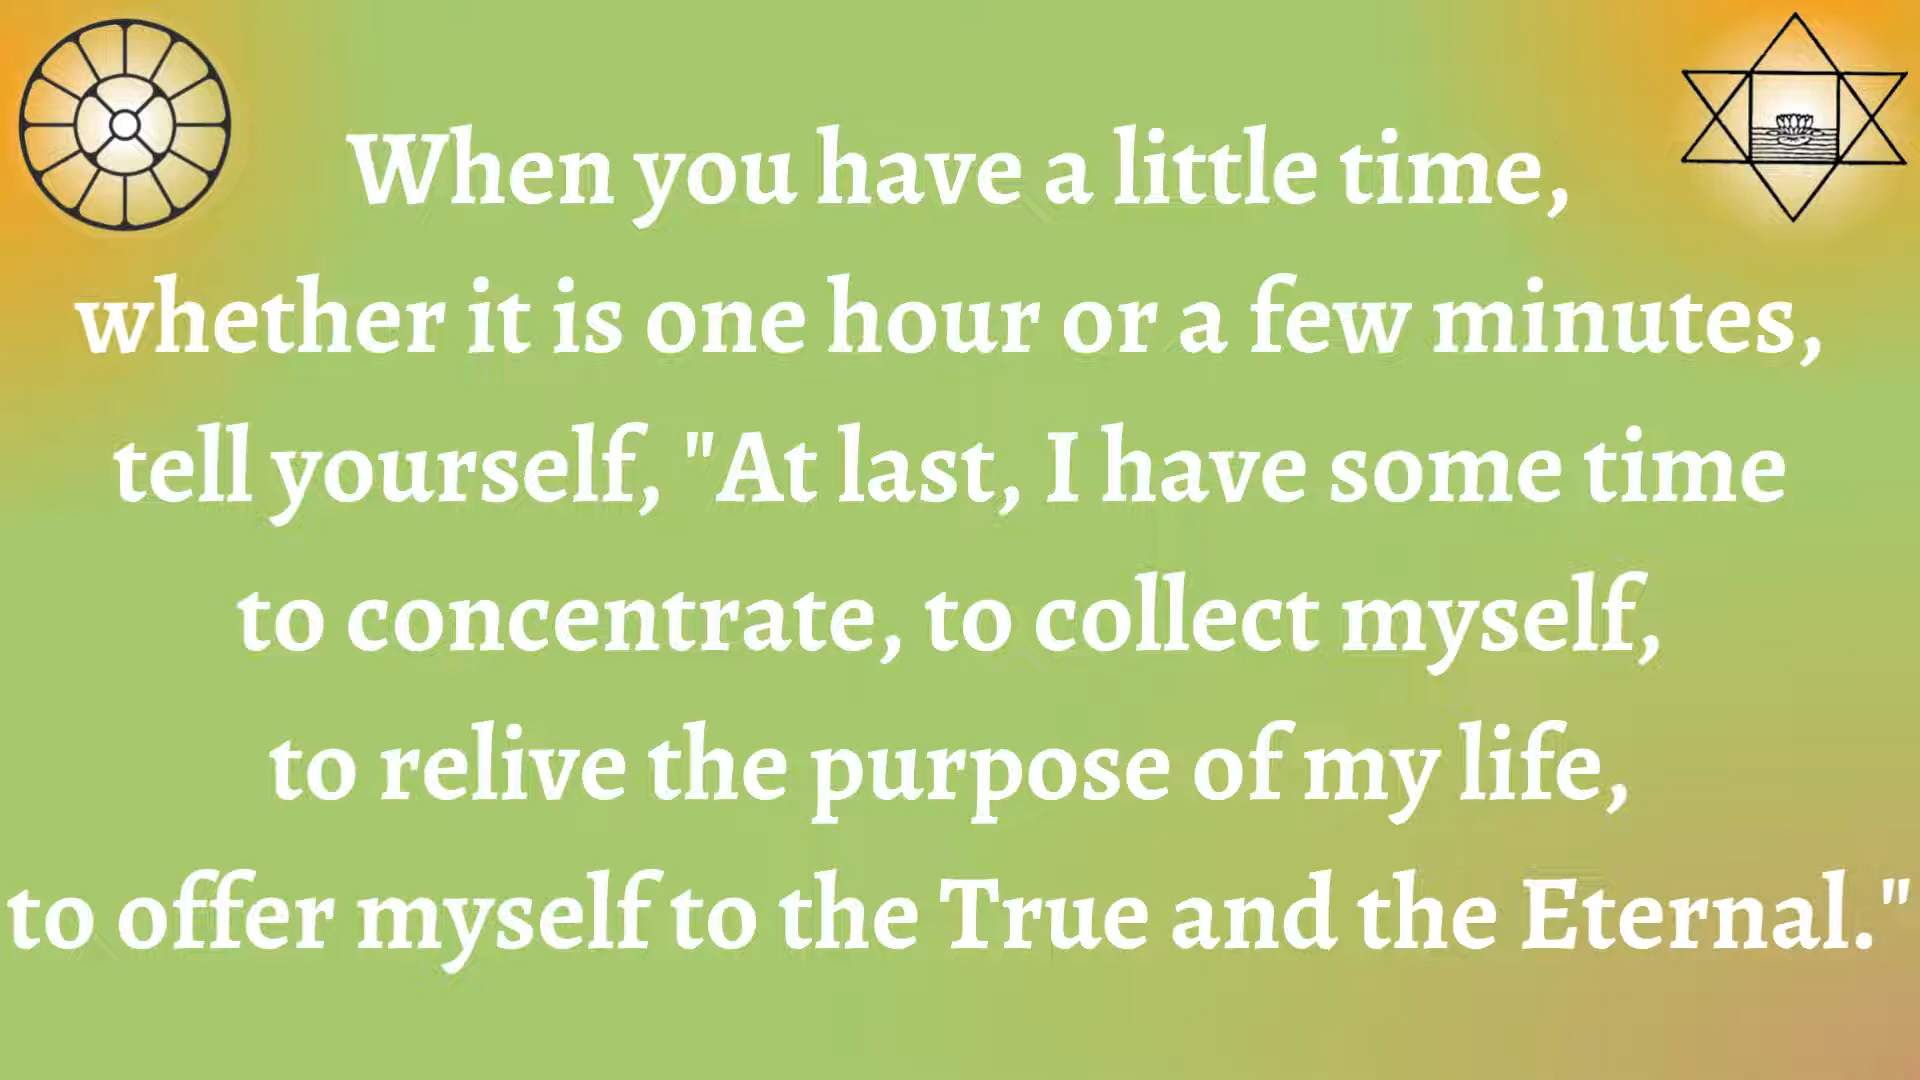 When you have a little time,
whether it is one hour or a few minutes,
tell yourself, "At last, I have some time
to concentrate, to collect myself,
to relive the purpose of my life,
to offer myself to the True and the Eternal."